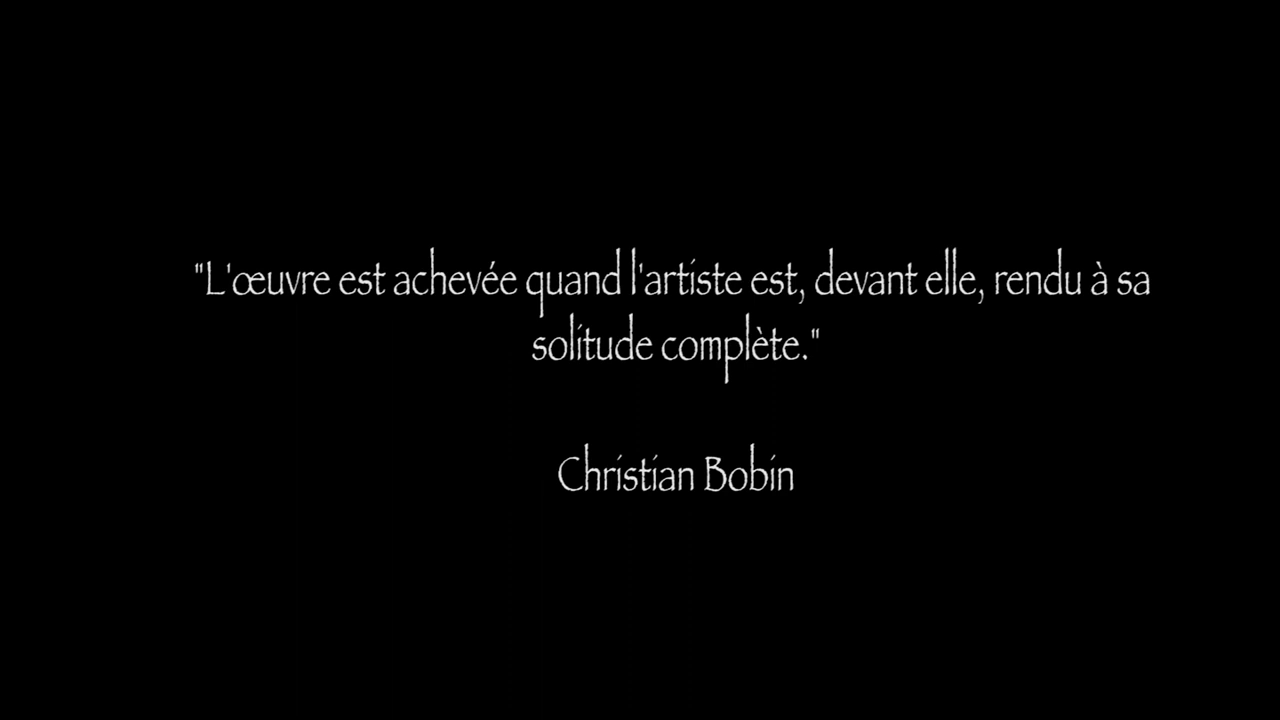 "L'œuvre est achevée quand l'artiste est, devant elle, rendu à sa
solitude complète."
Christian Bobin